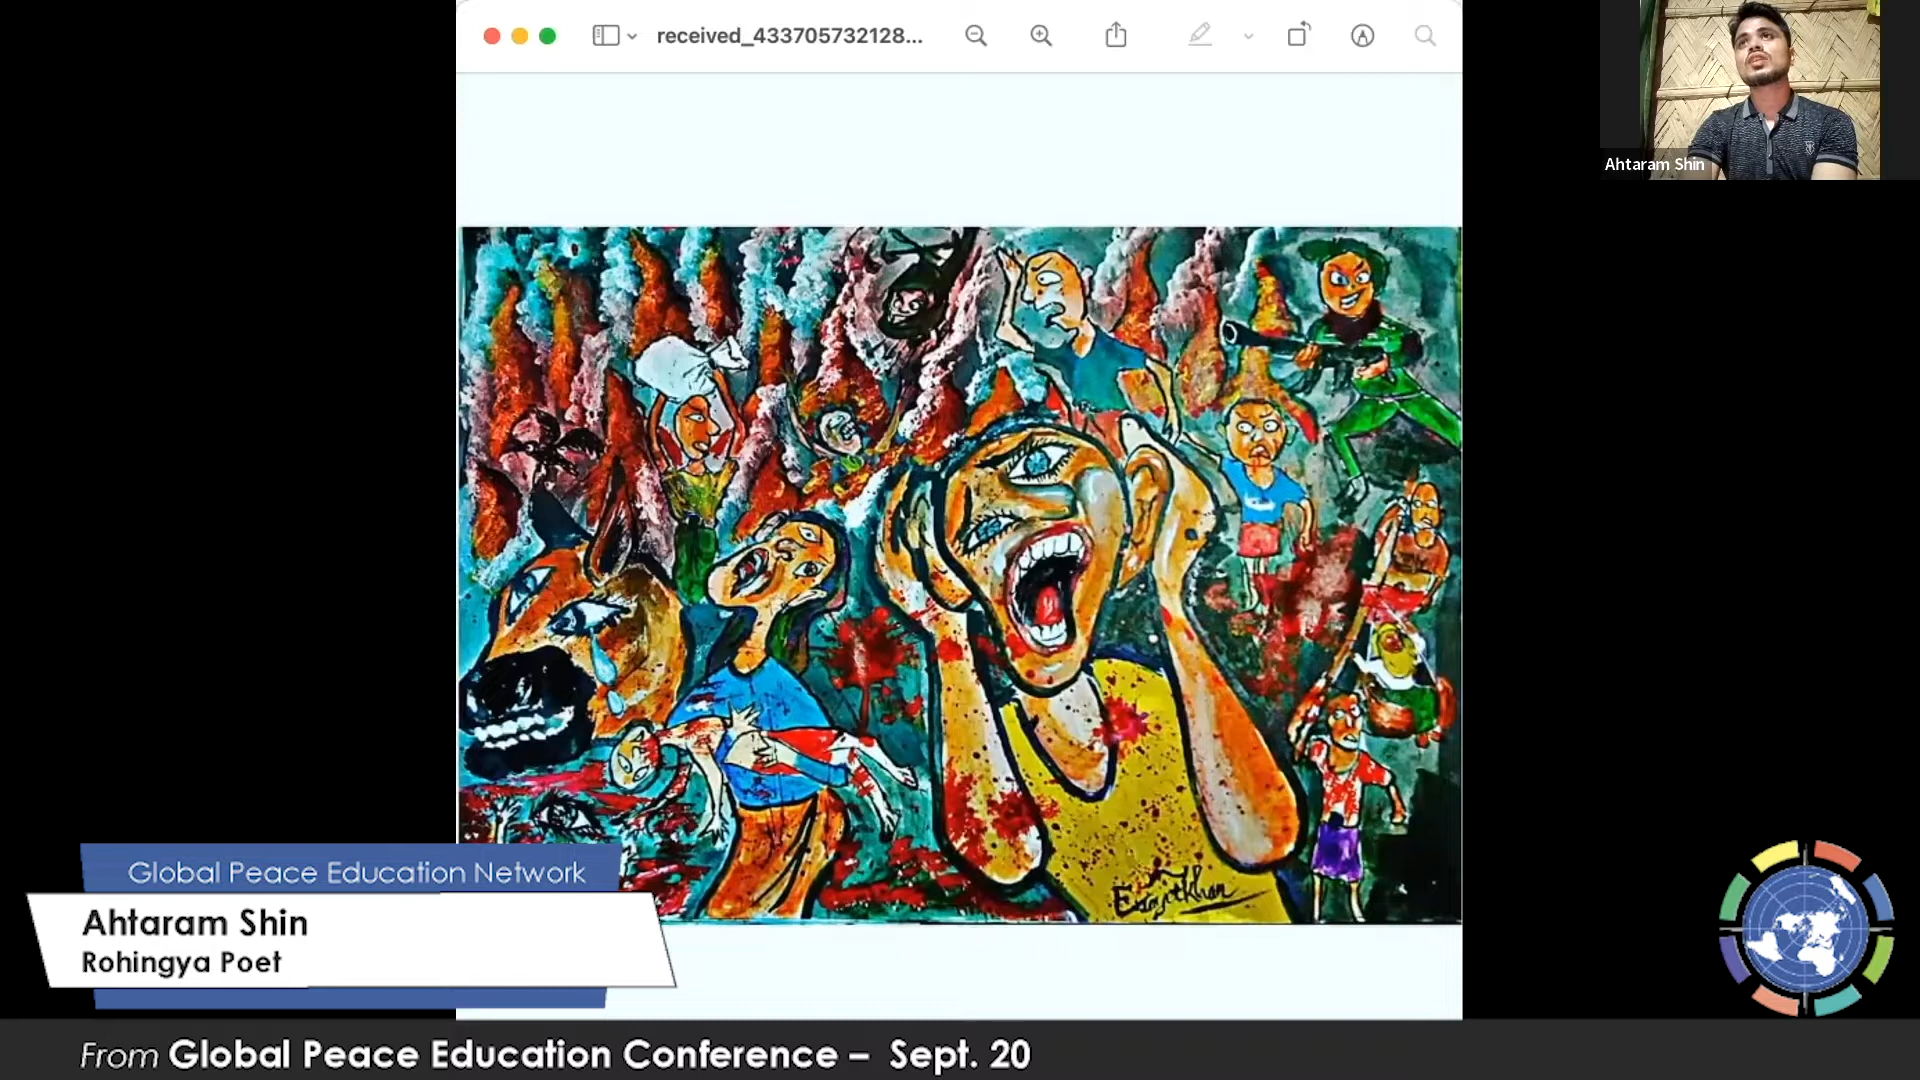 received_433705732128...
Ahtaram Shin
Global Peace Education Network
Ahtaram Shin
Rohingya Poet
From Global Peace Education Conference – Sept. 20